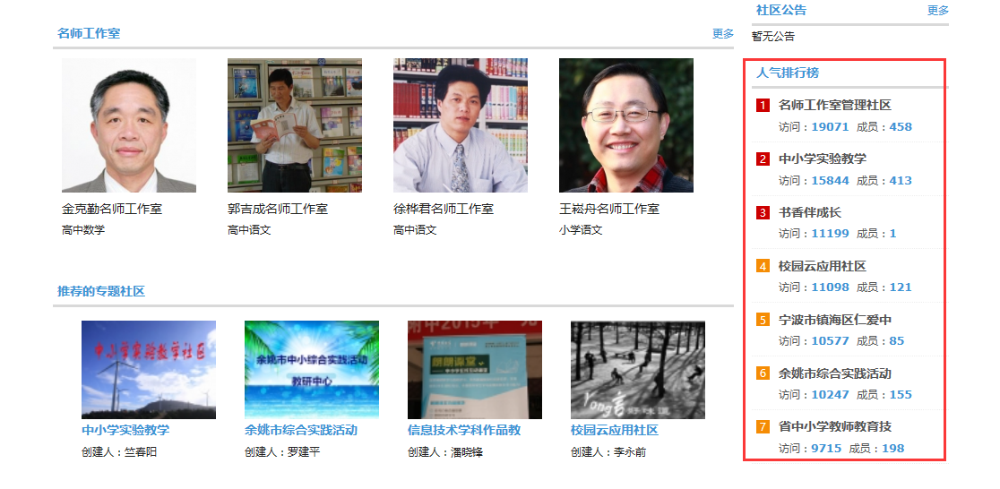 社区公告 更多
暂无公告
名师工作室 更多
金克勤名师工作室 郭吉成名师工作室 徐桦君名师工作室 王崧舟名师工作室
高中数学 高中语文 高中语文 小学语文
推荐的专题社区
中小学实验教学社区
余姚市中小综合实践活动
教研中心
中小学实验教学 余姚市综合实践活动 信息技术学科作品教 校园云应用社区
创建人：竺春阳 创建人：罗建平 创建人：潘晓锋 创建人：李永前
人气排行榜
1 名师工作室管理社区
访问：19071 成员：458
2 中小学实验教学
访问：15844 成员：413
3 书香伴成长
访问：11199 成员：1
4 校园云应用社区
访问：11098 成员：121
5 宁波市镇海区仁爱中
访问：10577 成员：85
6 余姚市综合实践活动
访问：10247 成员：155
7 省中小学教师教育技
访问：9715 成员：198